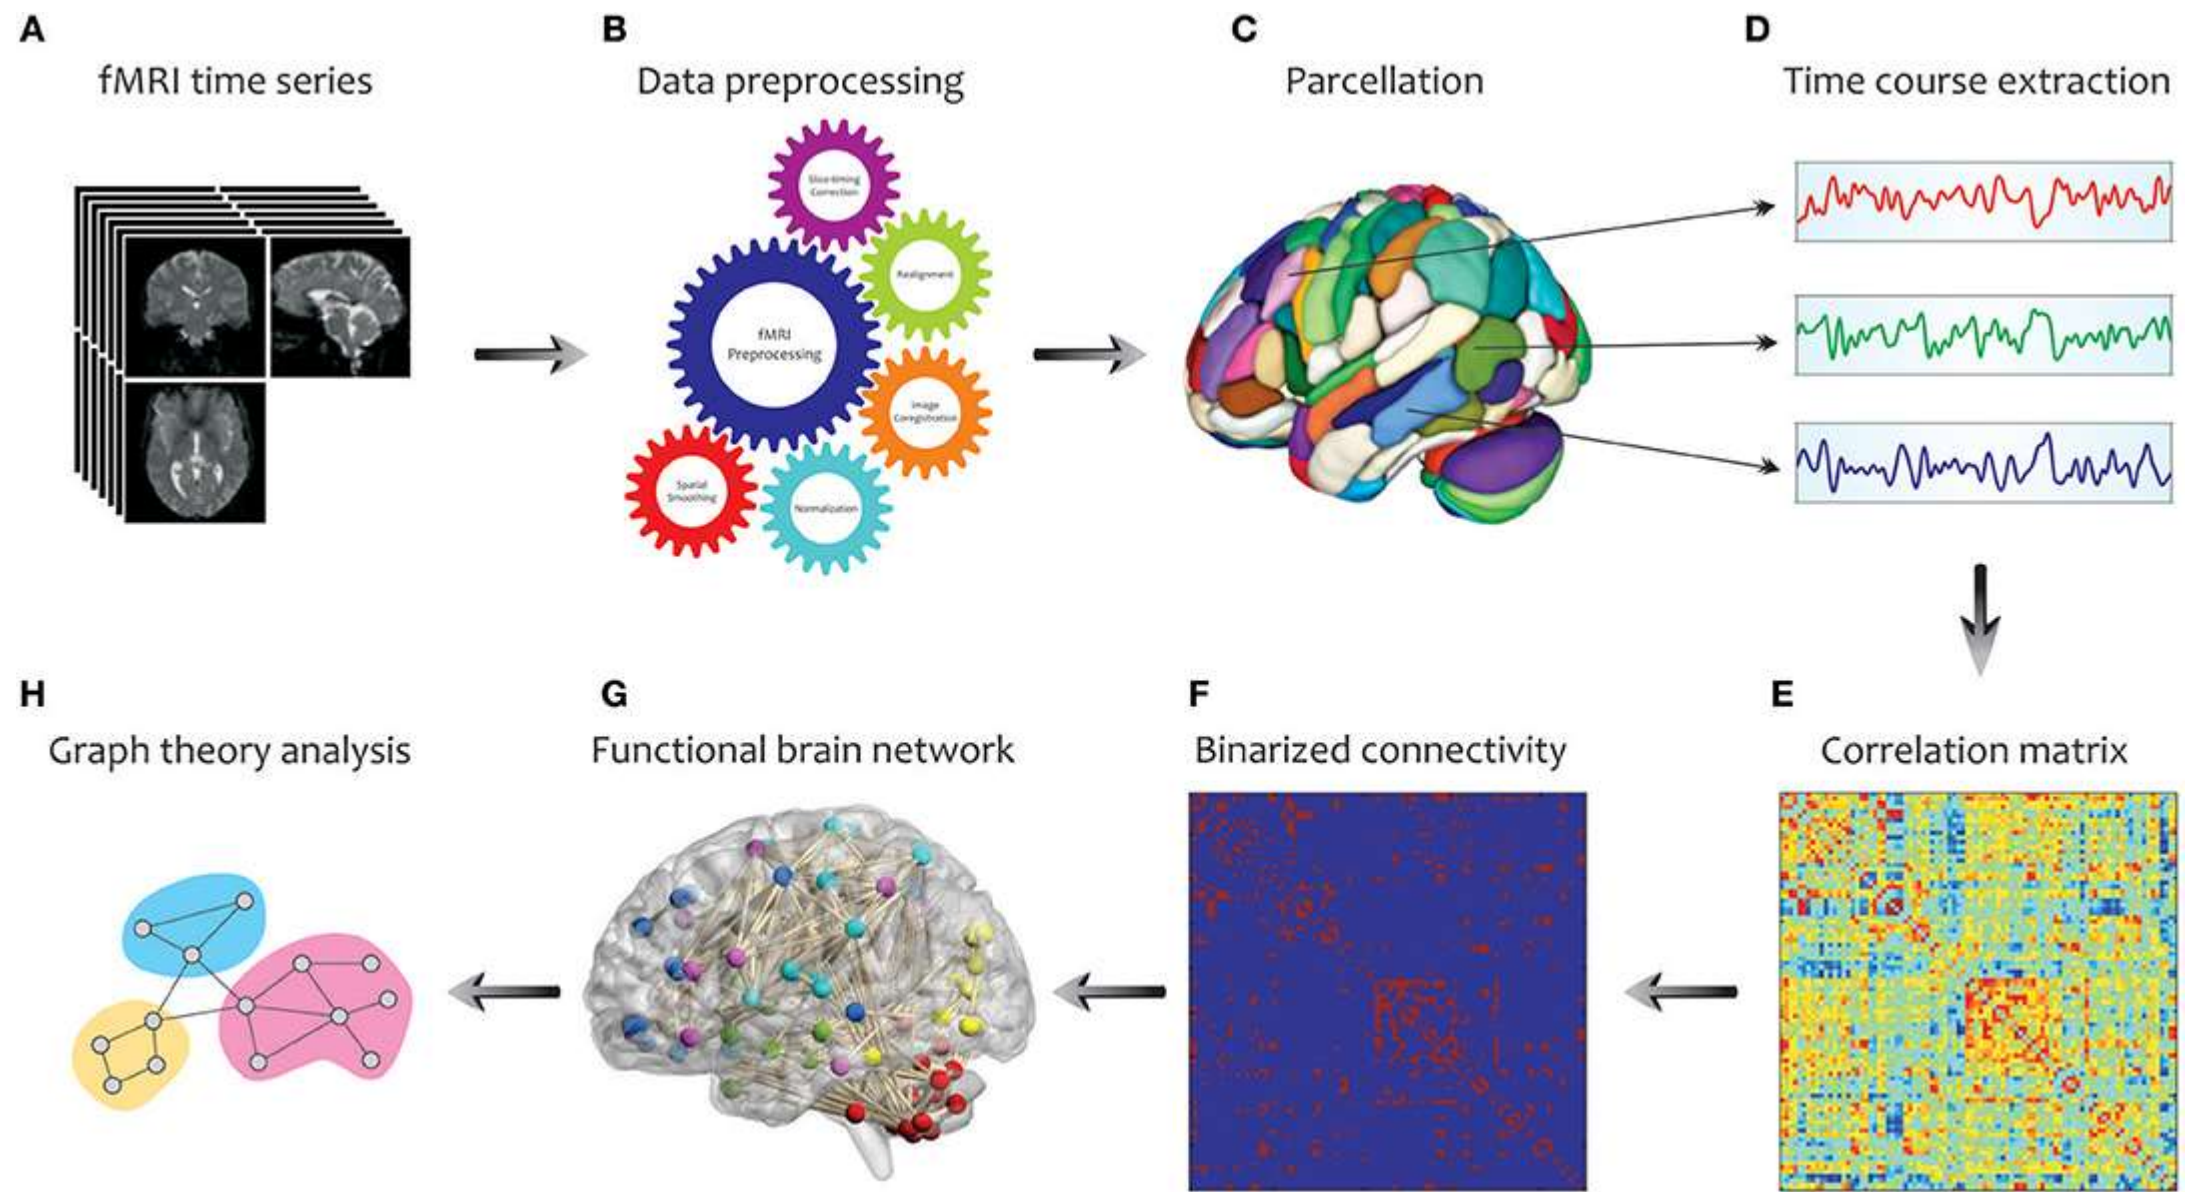 A
fMRI time series
B
Data preprocessing
Slice-timing
Correction
Realignment
fMRI
Preprocessing
Image
Coregistration
Spatial
Smoothing
Normalization
C
Parcellation
D
Time course extraction
H
Graph theory analysis
G
Functional brain network
F
Binarized connectivity
E
Correlation matrix